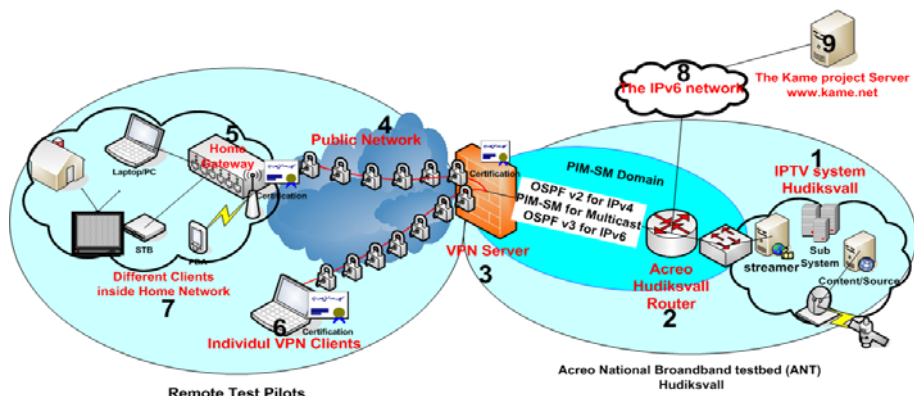 9
The Kame project Server
www.kame.net
8
The IPv6 network
4
Public Network
5
Home
Gateway
Certification
Laptop/PC
STB
PDA
Different Clients
inside Home Network
7
6
Certification
Individul VPN Clients
Remote Test Pilots
Certification
VPN Server
3
PIM-SM Domain
OSPF v2 for IPv4
PIM-SM for Multicast
OSPF v3 for IPv6
Acreo
Hudiksvall
Router
2
1
IPTV system
Hudiksvall
streamer
Sub
System
Content/Source
Acreo National Broandband testbed (ANT)
Hudiksvall